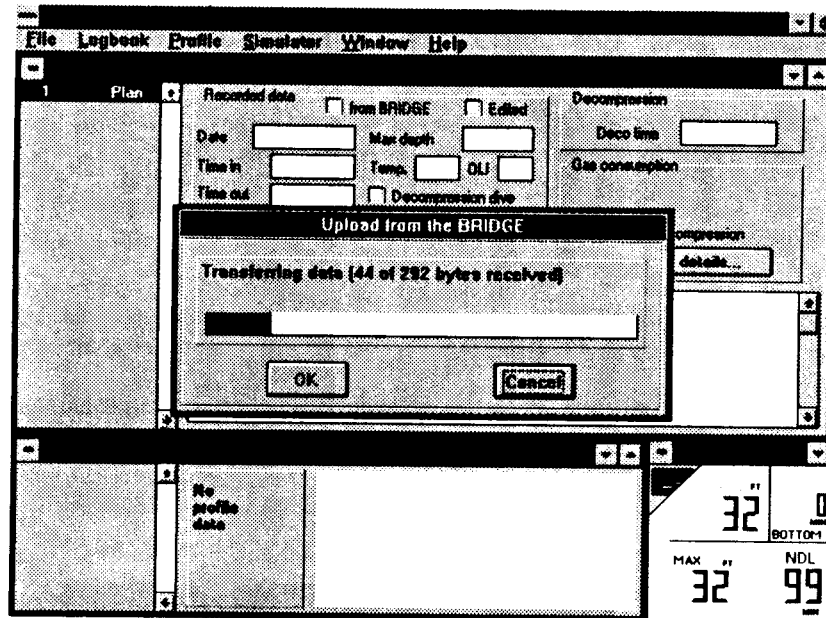 File Logbook Profile Simulator Window Help
1 Plan
Recorded data
from BRIDGE
Edited
Date
Max depth
Time in
Temp.
OLI
Time out
Decompression dive
Decompression
Deco time
Gas consumption
ompression
details...
Upload from the BRIDGE
Transferring data (44 of 292 bytes received)
OK
Cancel
No
profile
data
FT
32
BOTTOM
MAX FT
32
NDL
99
MIN